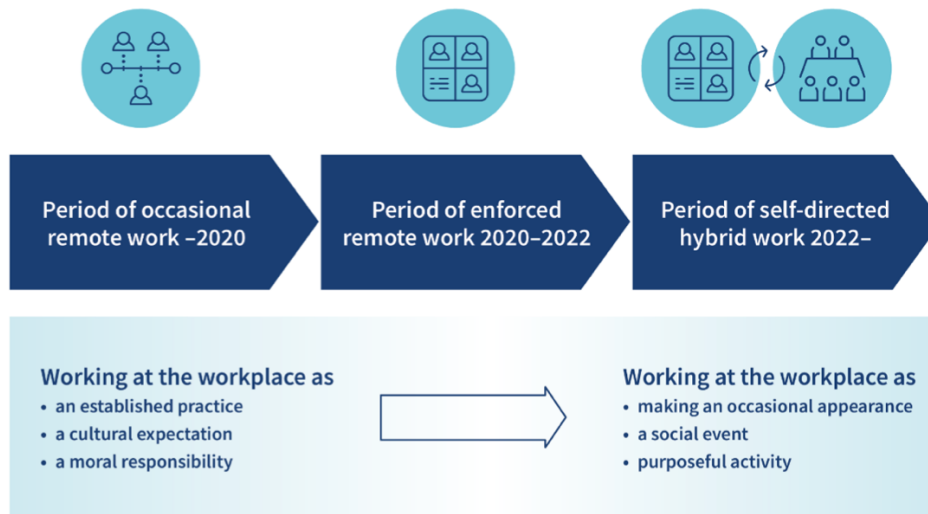 Period of occasional
remote work –2020
Period of enforced
remote work 2020–2022
Period of self-directed
hybrid work 2022–
Working at the workplace as
• an established practice
• a cultural expectation
• a moral responsibility
Working at the workplace as
• making an occasional appearance
• a social event
• purposeful activity